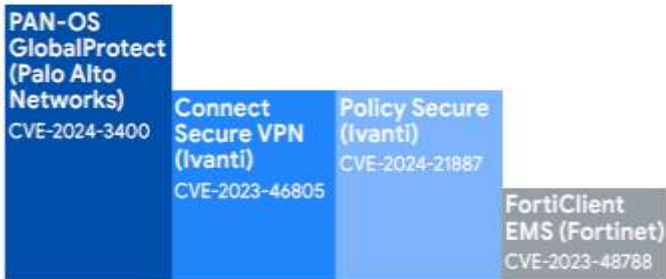 PAN-OS
GlobalProtect
(Palo Alto
Networks)
CVE-2024-3400
Connect
Secure VPN
(Ivanti)
CVE-2023-46805
Policy Secure
(Ivanti)
CVE-2024-21887
FortiClient
EMS (Fortinet)
CVE-2023-48788